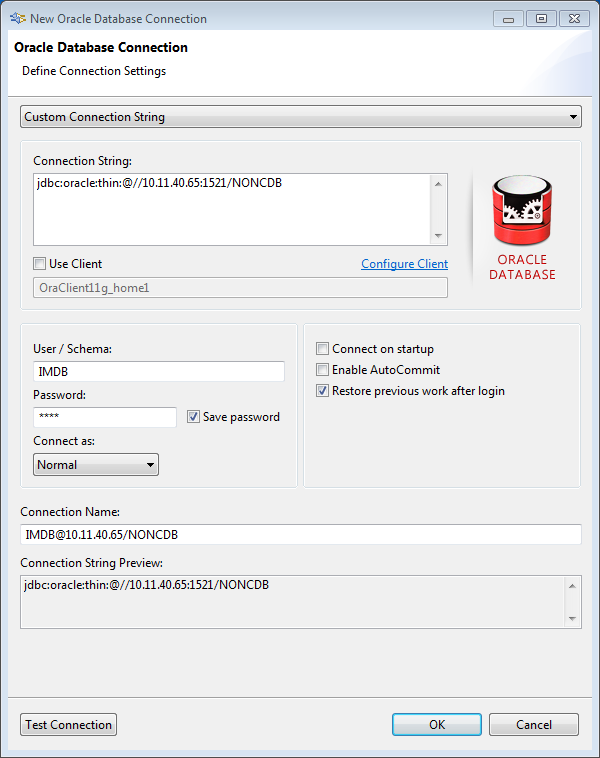 New Oracle Database Connection
Oracle Database Connection
Define Connection Settings
Custom Connection String
Connection String:
jdbc:oracle:thin:@//10.11.40.65:1521/NONCDB
Use Client
Configure Client
OraClient11g_home1
ORACLE
DATABASE
User / Schema:
IMDB
Password:
****
Save password
Connect as:
Normal
Connect on startup
Enable AutoCommit
Restore previous work after login
Connection Name:
IMDB@10.11.40.65/NONCDB
Connection String Preview:
jdbc:oracle:thin:@//10.11.40.65:1521/NONCDB
Test Connection
OK
Cancel